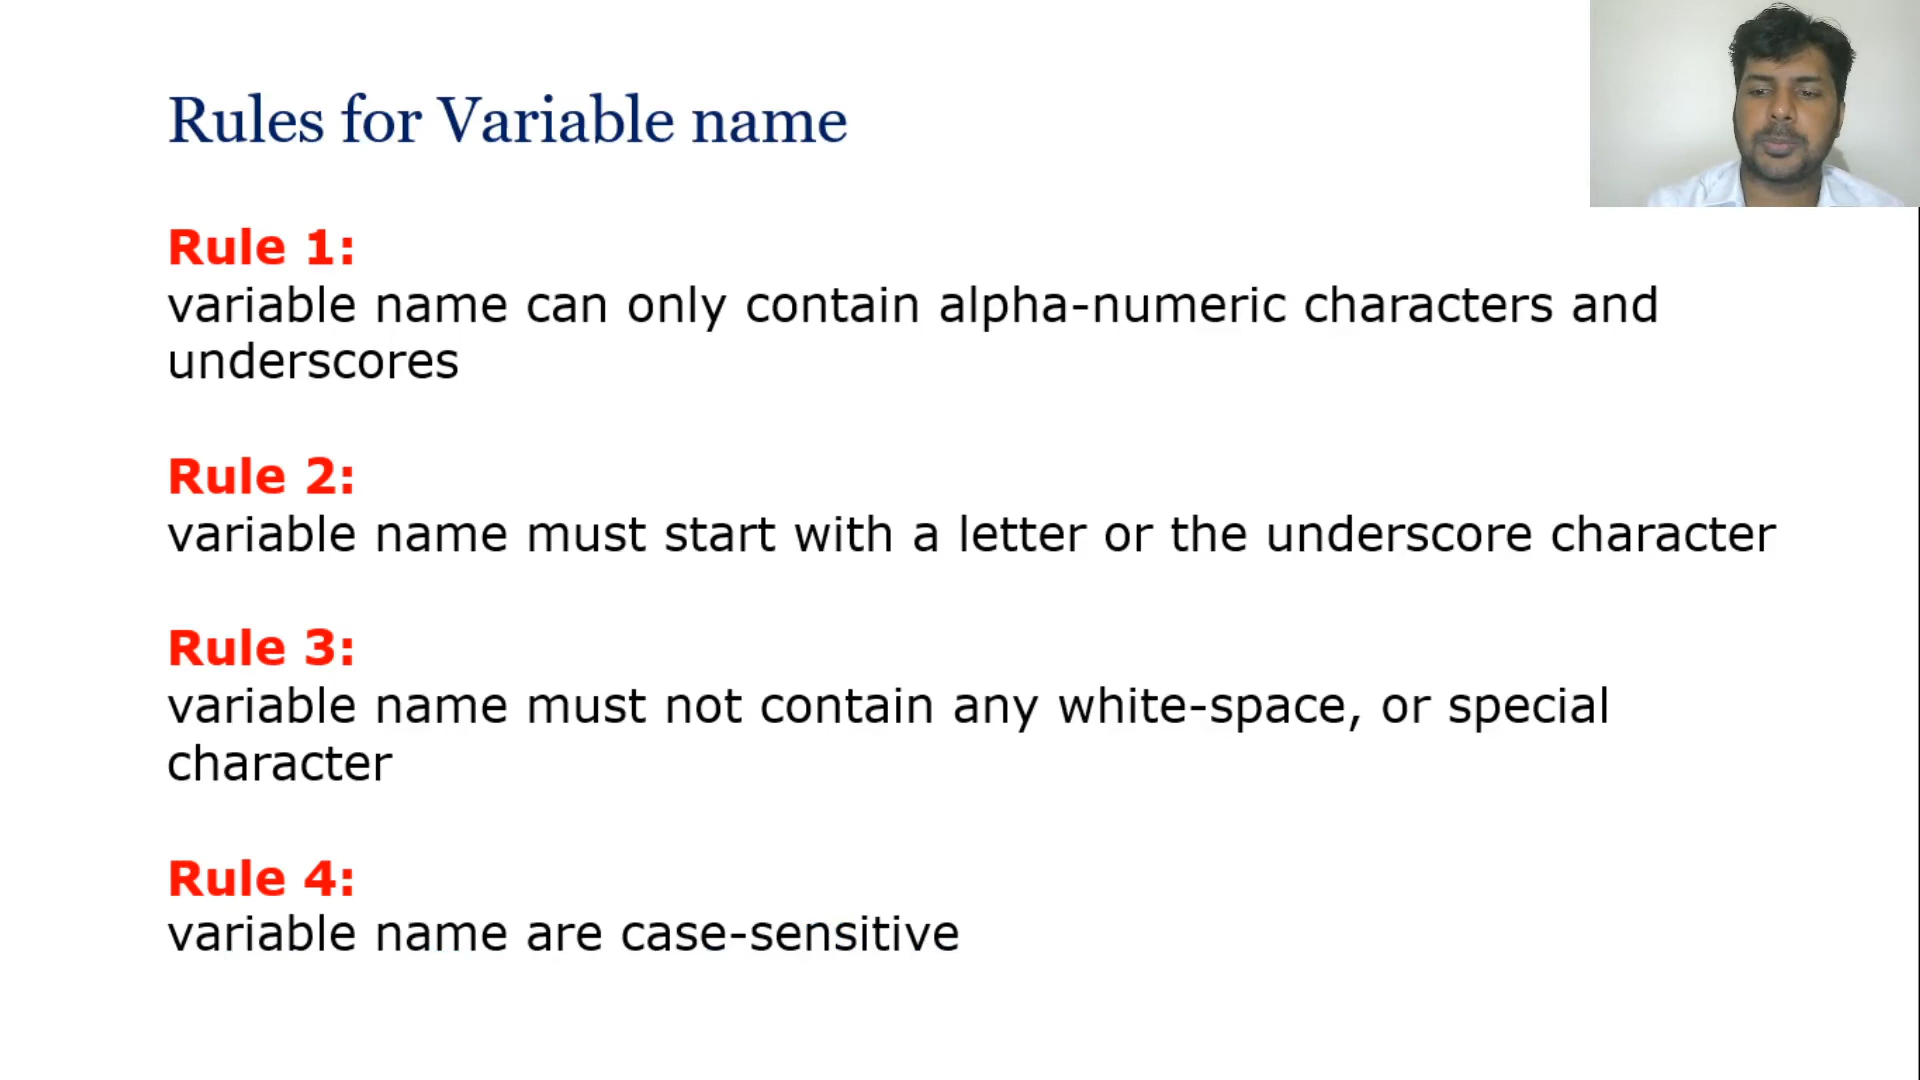 Rules for Variable name
Rule 1:
variable name can only contain alpha-numeric characters and
underscores
Rule 2:
variable name must start with a letter or the underscore character
Rule 3:
variable name must not contain any white-space, or special
character
Rule 4:
variable name are case-sensitive